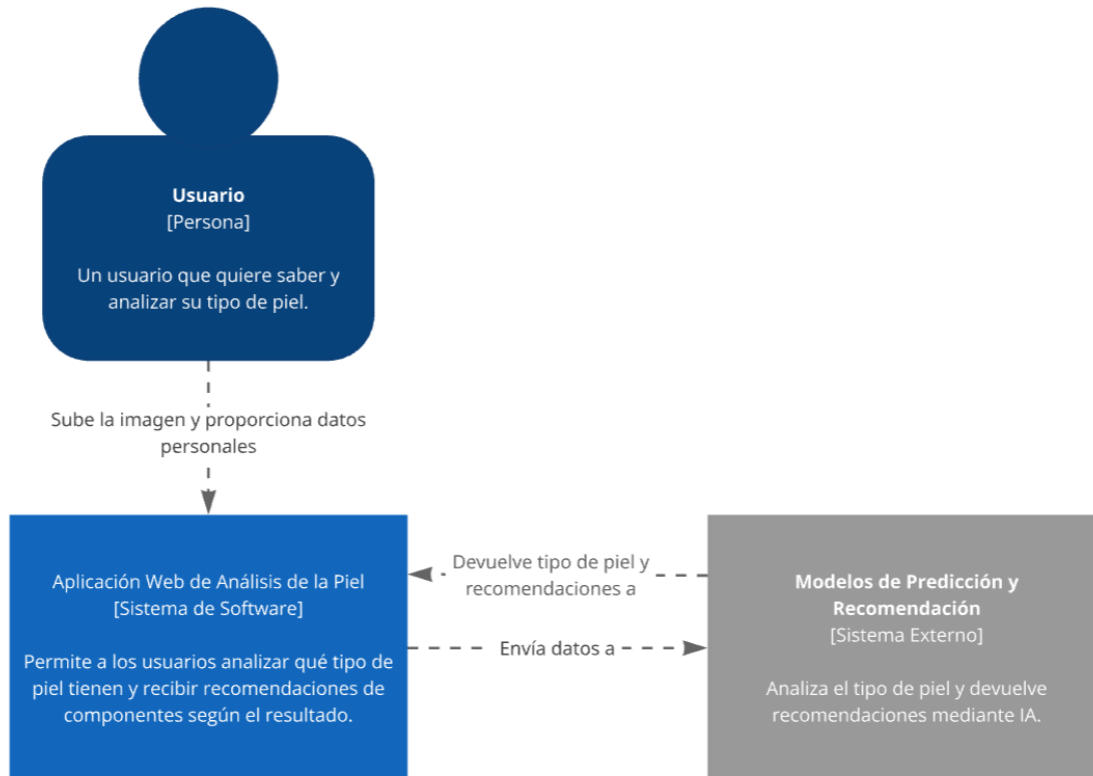 Usuario
[Persona]
Un usuario que quiere saber y
analizar su tipo de piel.
Sube la imagen y proporciona datos
personales
Aplicación Web de Análisis de la Piel
[Sistema de Software]
Permite a los usuarios analizar qué tipo de
piel tienen y recibir recomendaciones de
componentes según el resultado.
Devuelve tipo de piel y
recomendaciones a
Envía datos a
Modelos de Predicción y
Recomendación
[Sistema Externo]
Analiza el tipo de piel y devuelve
recomendaciones mediante IA.